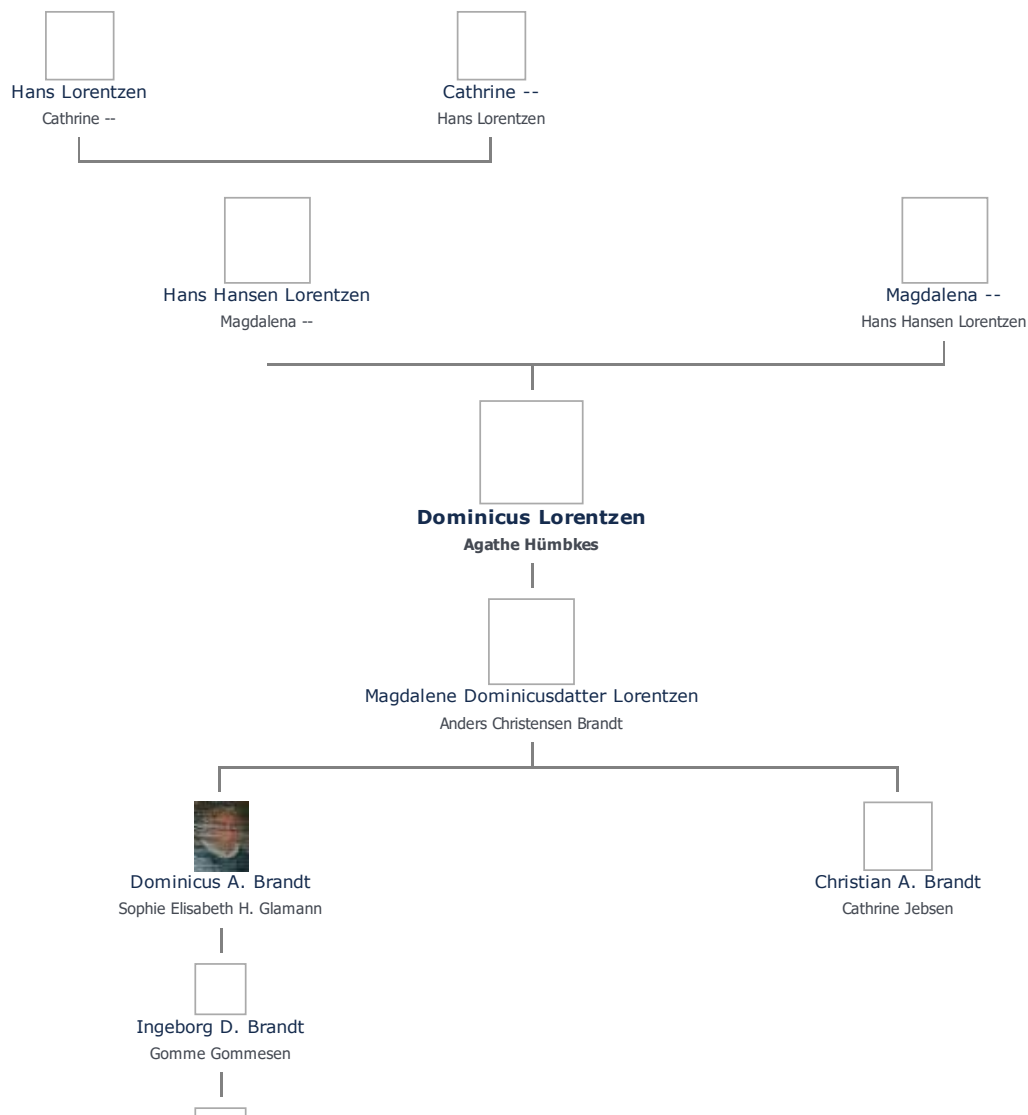 Hans Lorentzen
Cathrine --
Cathrine --
Hans Lorentzen
Hans Hansen Lorentzen
Magdalena --
Magdalena --
Hans Hansen Lorentzen
Dominicus Lorentzen
Agathe Hümbkes
Magdalene Dominicusdatter Lorentzen
Anders Christensen Brandt
Dominicus A. Brandt
Sophie Elisabeth H. Glamann
Christian A. Brandt
Cathrine Jebsen
Ingeborg D. Brandt
Gomme Gommesen